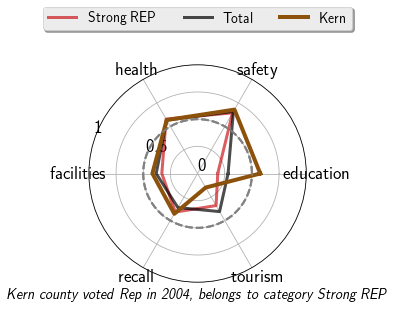 Strong REP Total Kern
health safety
1
0.5
0
facilities education
recall tourism
Kern county voted Rep in 2004, belongs to category Strong REP